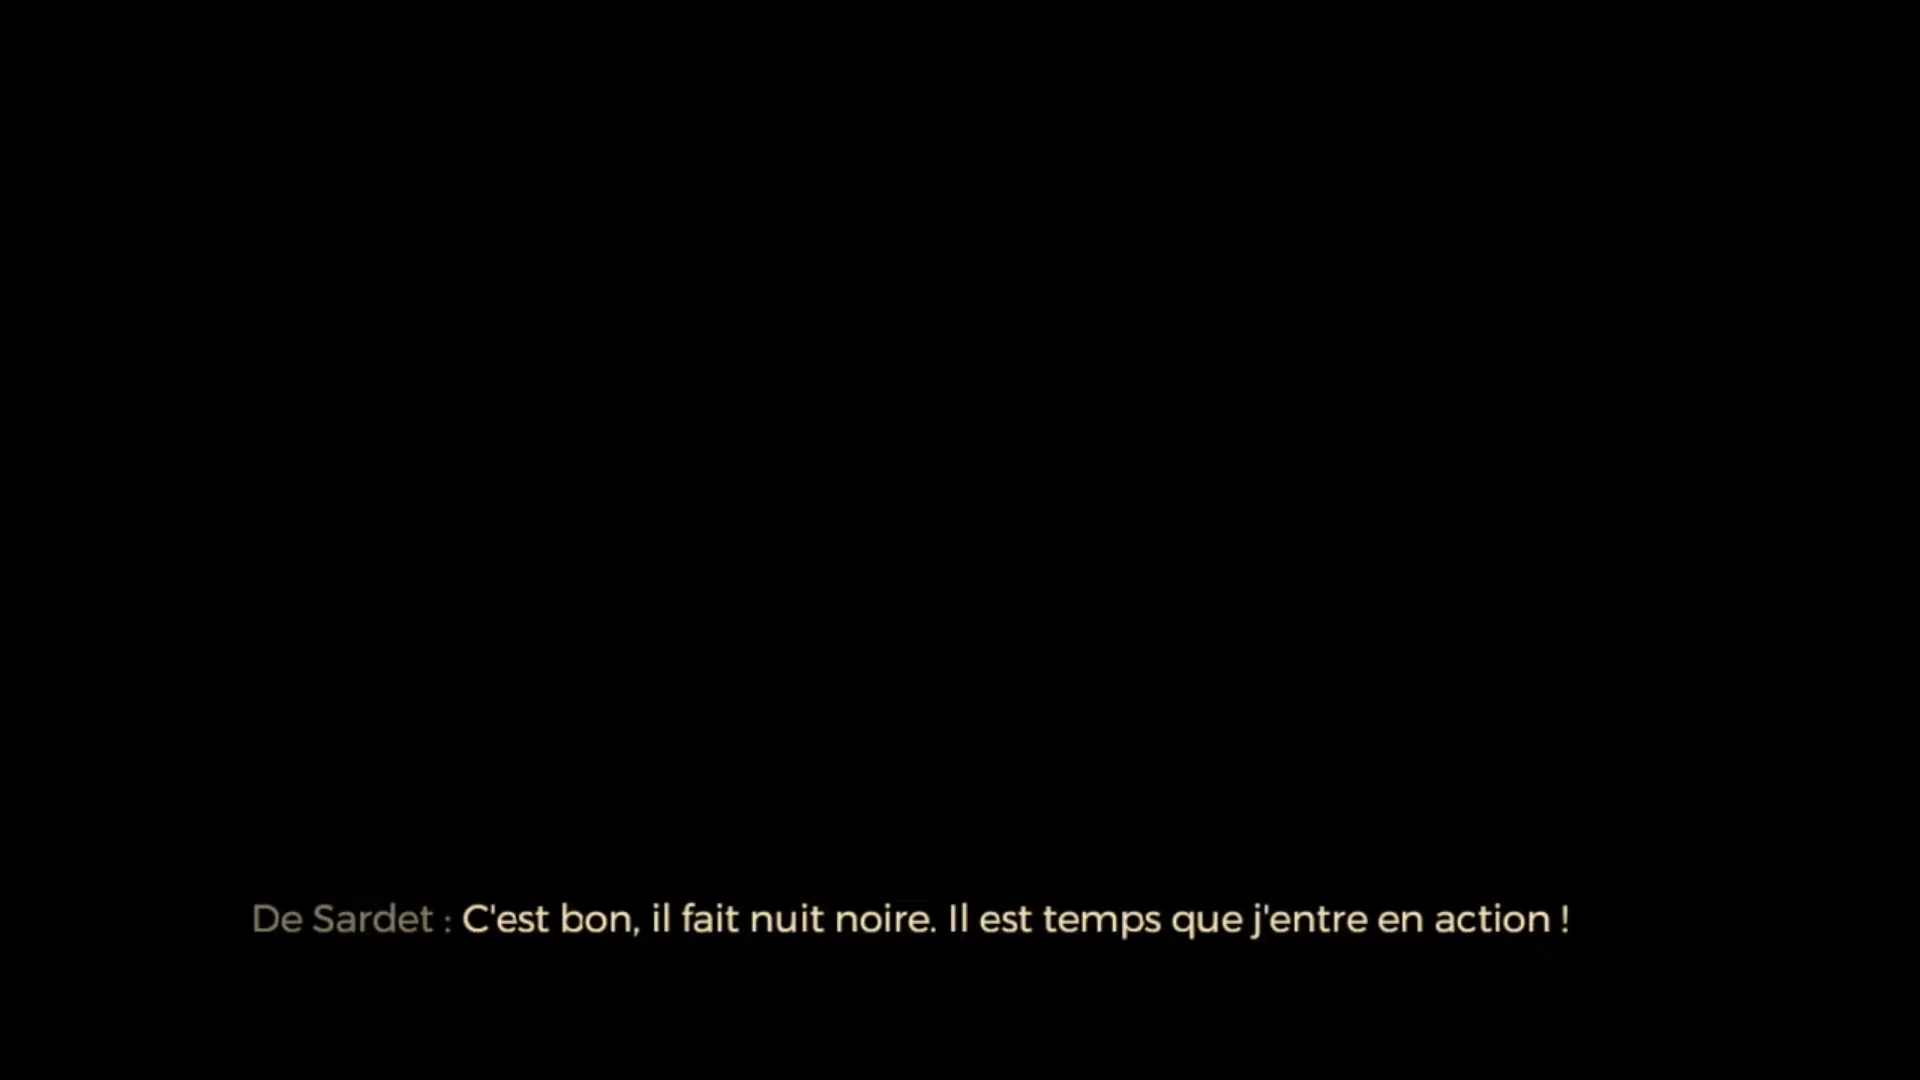 De Sardet : C'est bon, il fait nuit noire. Il est temps que j'entre en action !